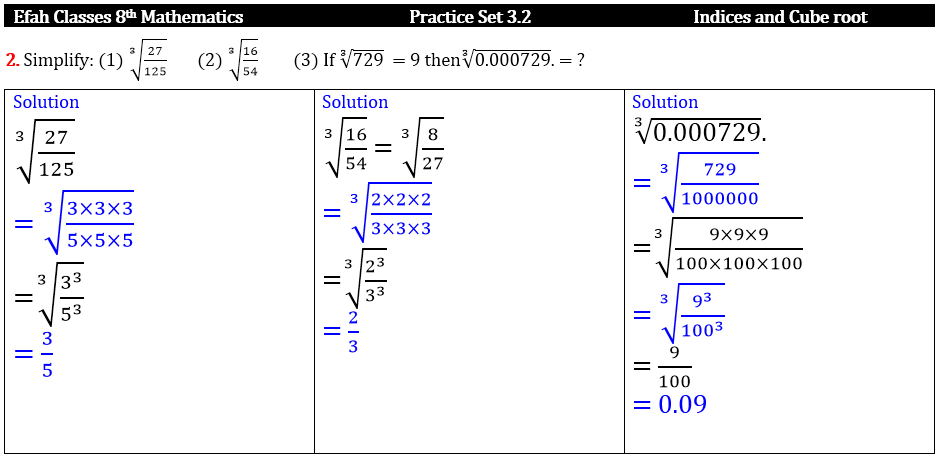 Efah Classes 8th Mathematics Practice Set 3.2 Indices and Cube root
2. Simplify: (1) ∛(27/125) (2) ∛(16/54) (3) If ∛729 = 9 then ∛0.000729. = ?
Solution
∛(27/125)
= ∛((3×3×3)/(5×5×5))
= ∛(3³/5³)
= 3/5
Solution
∛(16/54) = ∛(8/27)
= ∛((2×2×2)/(3×3×3))
= ∛(2³/3³)
= 2/3
Solution
∛0.000729.
= ∛(729/1000000)
= ∛((9×9×9)/(100×100×100))
= ∛(9³/100³)
= 9/100
= 0.09